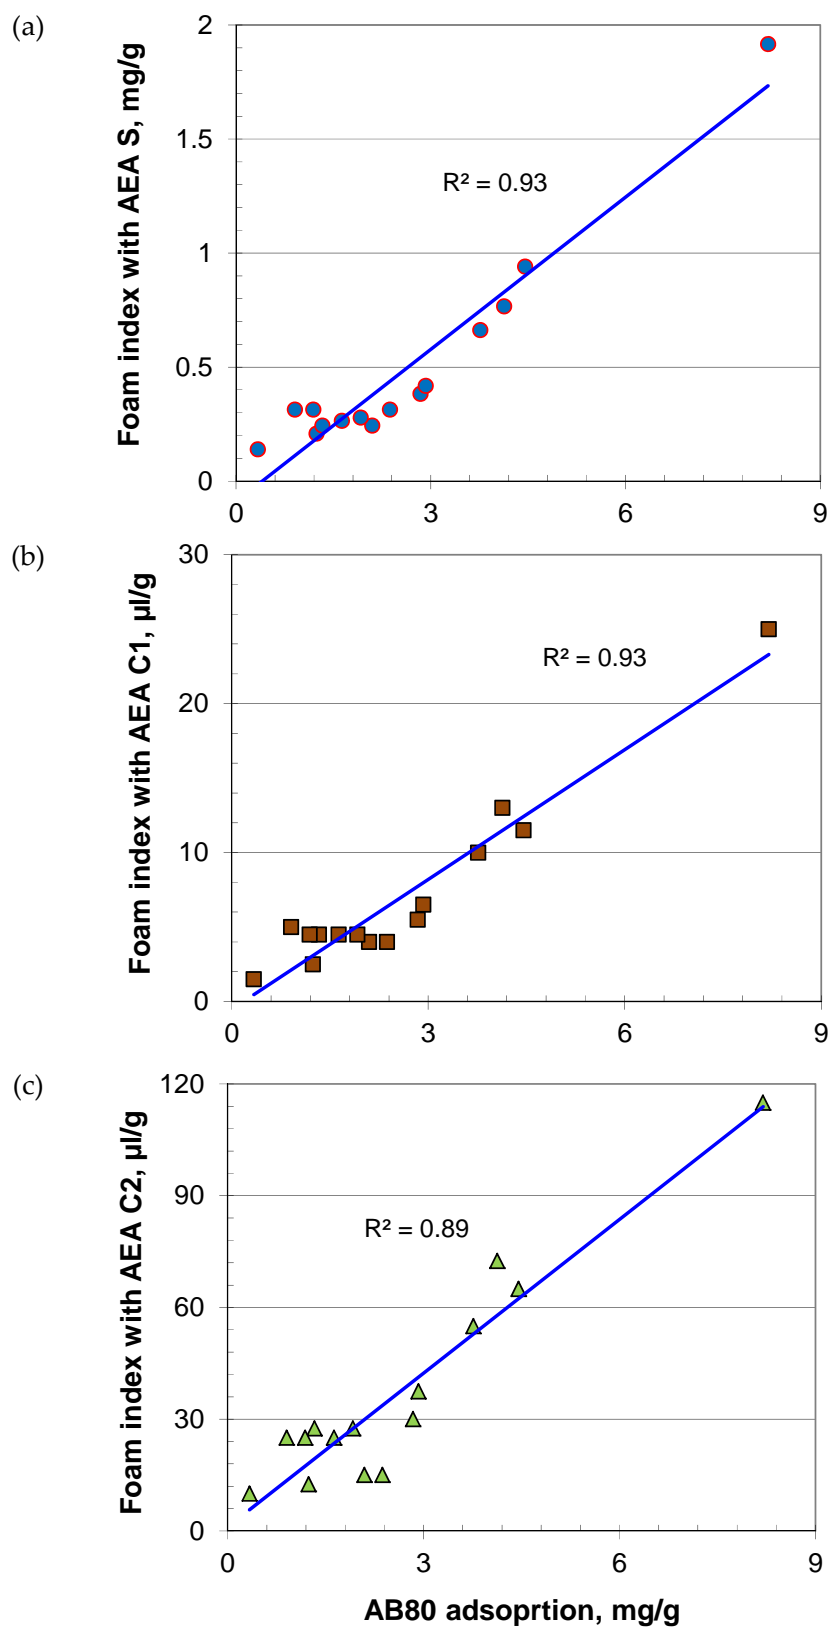 (a)
Foam index with AEA S, mg/g
2
1.5
1
0.5
0
R² = 0.93
0 3 6 9
(b)
Foam index with AEA C1, µl/g
30
20
10
0
R² = 0.93
0 3 6 9
(c)
Foam index with AEA C2, µl/g
120
90
60
30
0
R² = 0.89
0 3 6 9
AB80 adsoprtion, mg/g